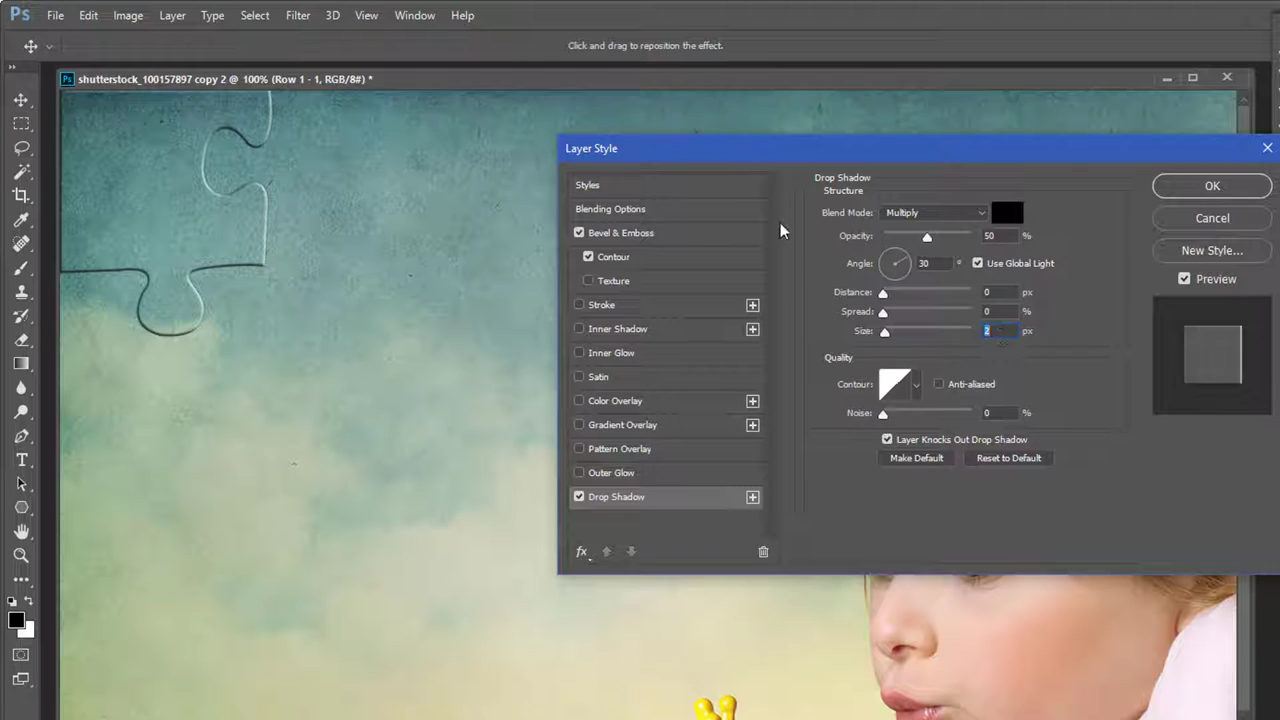 Ps File Edit Image Layer Type Select Filter 3D View Window Help
Click and drag to reposition the effect.
Ps shutterstock_100157897 copy 2 @ 100% (Row 1 - 1, RGB/8#) *
Layer Style
Styles
Blending Options
Bevel & Emboss
Contour
Texture
Stroke
Inner Shadow
Inner Glow
Satin
Color Overlay
Gradient Overlay
Pattern Overlay
Outer Glow
Drop Shadow
fx
Drop Shadow
Structure
Blend Mode: Multiply
Opacity: 50 %
Angle: 30 ° Use Global Light
Distance: 0 px
Spread: 0 %
Size: 2 px
Quality
Contour: Anti-aliased
Noise: 0 %
Layer Knocks Out Drop Shadow
Make Default Reset to Default
OK
Cancel
New Style...
Preview